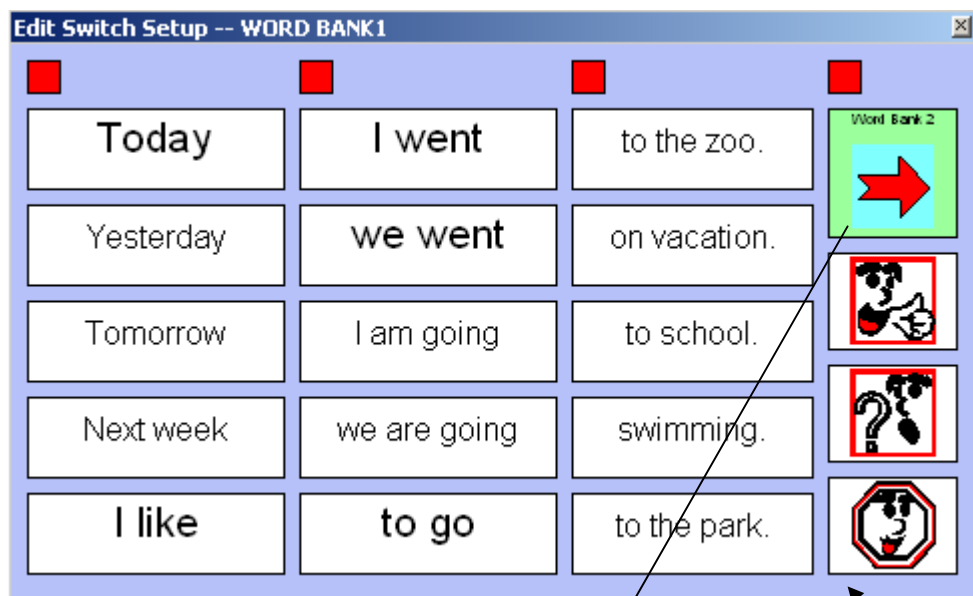 Edit Switch Setup -- WORD BANK1
Today
I went
to the zoo.
Word Bank 2
Yesterday
we went
on vacation.
Tomorrow
I am going
to school.
Next week
we are going
swimming.
I like
to go
to the park.